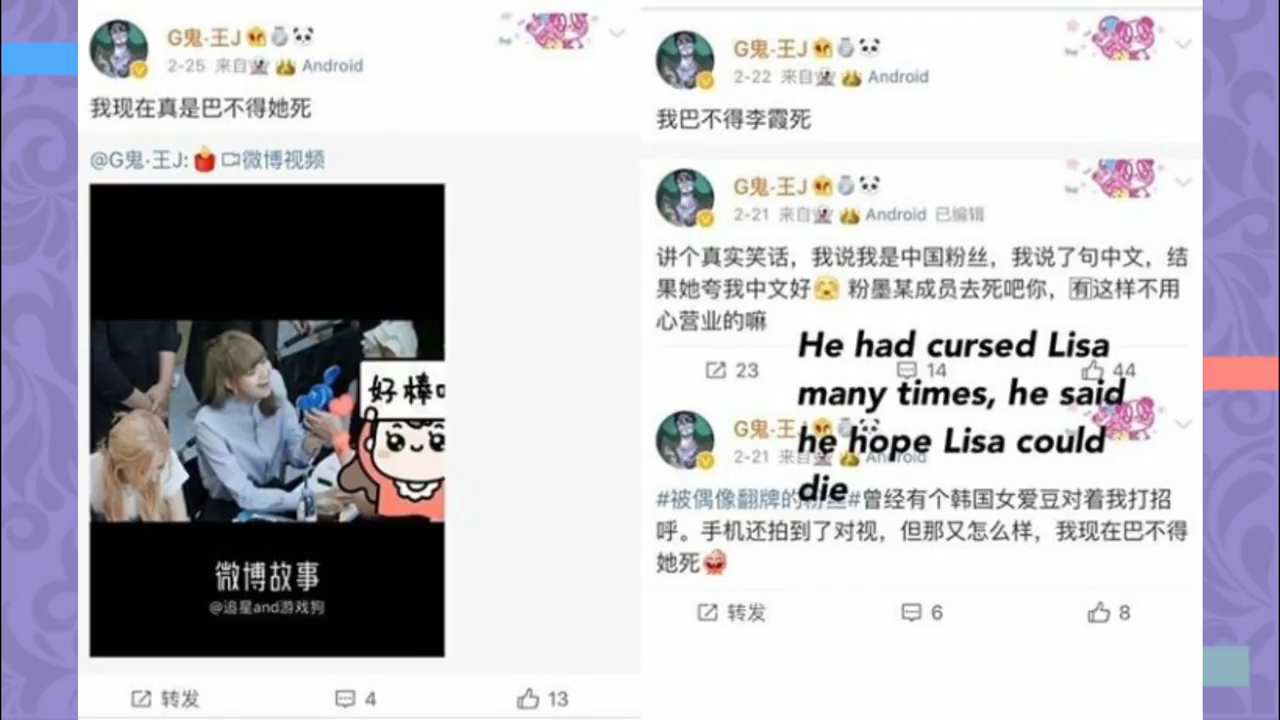 G鬼·王J
2-25 来自 Android
我现在真是巴不得她死
@G鬼·王J: 微博视频
好棒
微博故事
@追星and游戏狗
转发 4 13
G鬼·王J
2-22 来自 Android
我巴不得李霞死
G鬼·王J
2-21 来自 Android 已编辑
讲个真实笑话，我说我是中国粉丝，我说了句中文，结
果她夸我中文好 粉墨某成员去死吧你，🈶这样不用
心营业的嘛
23 14 44
He had cursed Lisa
many times, he said
he hope Lisa could
die
G鬼·王J
2-21 来自 Android
#被偶像翻牌的粉丝#曾经有个韩国女爱豆对着我打招
呼。手机还拍到了对视，但那又怎么样，我现在巴不得
她死
转发 6 8